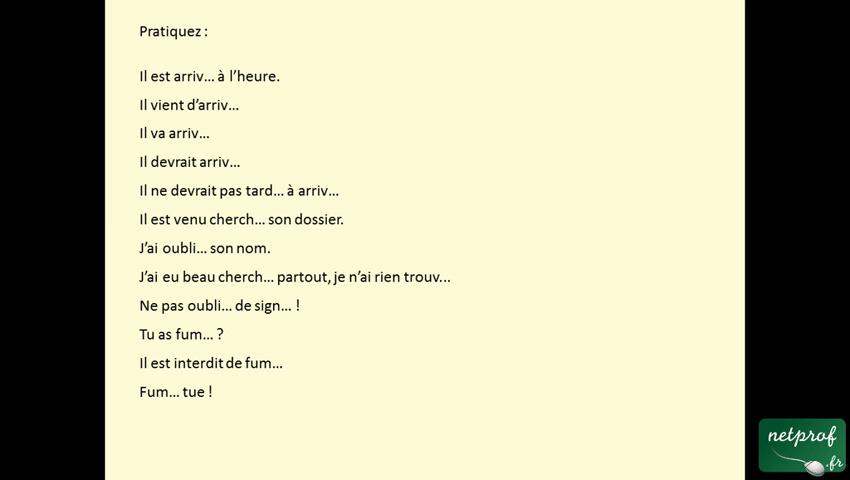 Pratiquez :
Il est arriv... à l’heure.
Il vient d’arriv...
Il va arriv...
Il devrait arriv...
Il ne devrait pas tard... à arriv...
Il est venu cherch... son dossier.
J’ai oubli... son nom.
J’ai eu beau cherch... partout, je n’ai rien trouv...
Ne pas oubli... de sign... !
Tu as fum... ?
Il est interdit de fum...
Fum... tue !
netprof
.fr